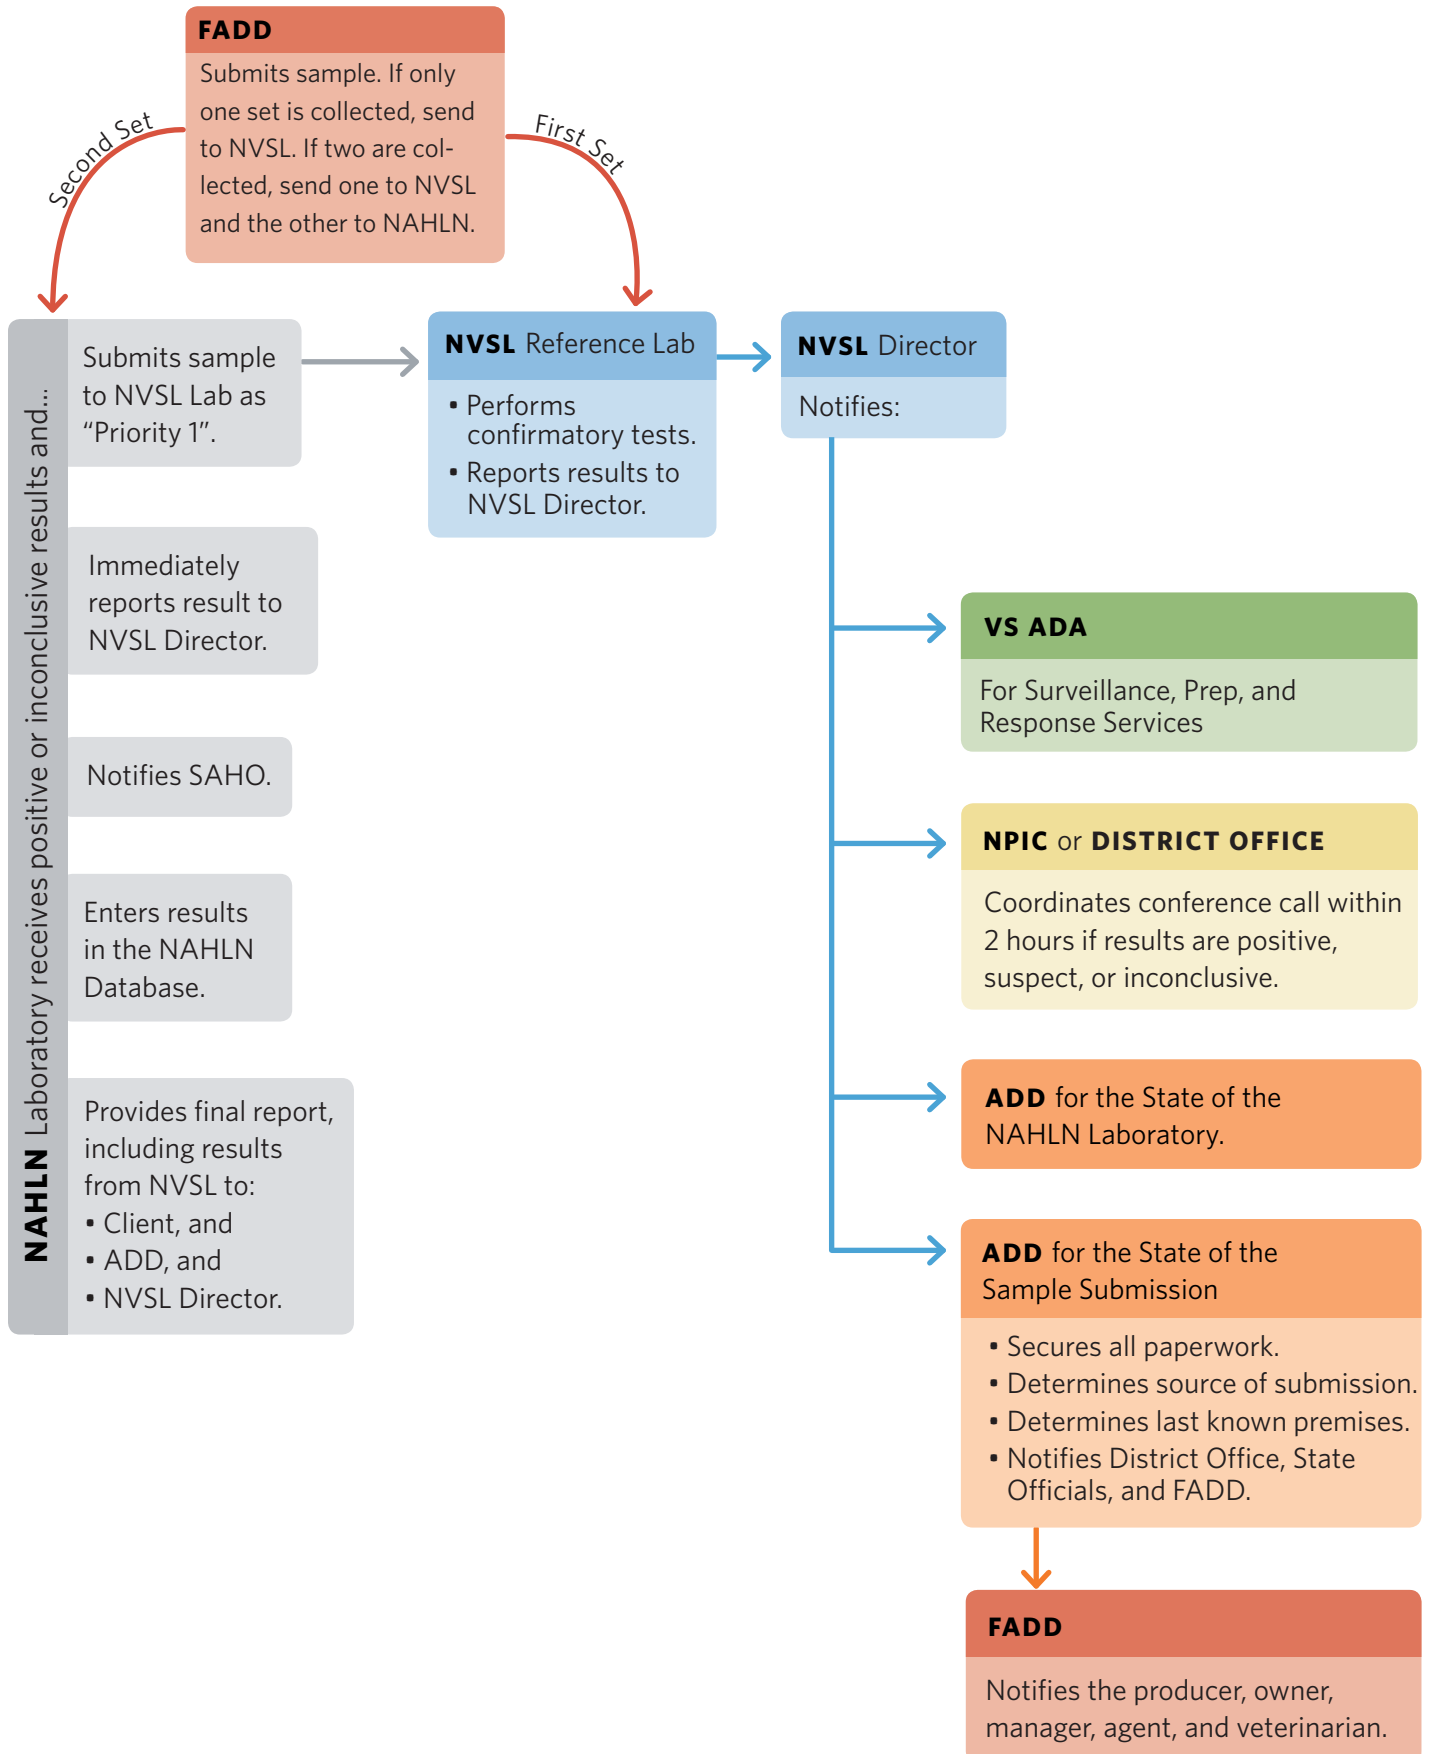 FADD
Submits sample. If only
one set is collected, send
to NVSL. If two are col-
lected, send one to NVSL
and the other to NAHLN.
Second Set
First Set
NAHLN Laboratory receives positive or inconclusive results and...
Submits sample
to NVSL Lab as
“Priority 1”.
Immediately
reports result to
NVSL Director.
Notifies SAHO.
Enters results
in the NAHLN
Database.
Provides final report,
including results
from NVSL to:
• Client, and
• ADD, and
• NVSL Director.
NVSL Reference Lab
• Performs
confirmatory tests.
• Reports results to
NVSL Director.
NVSL Director
Notifies:
VS ADA
For Surveillance, Prep, and
Response Services
NPIC or DISTRICT OFFICE
Coordinates conference call within
2 hours if results are positive,
suspect, or inconclusive.
ADD for the State of the
NAHLN Laboratory.
ADD for the State of the
Sample Submission
• Secures all paperwork.
• Determines source of submission.
• Determines last known premises.
• Notifies District Office, State
Officials, and FADD.
FADD
Notifies the producer, owner,
manager, agent, and veterinarian.